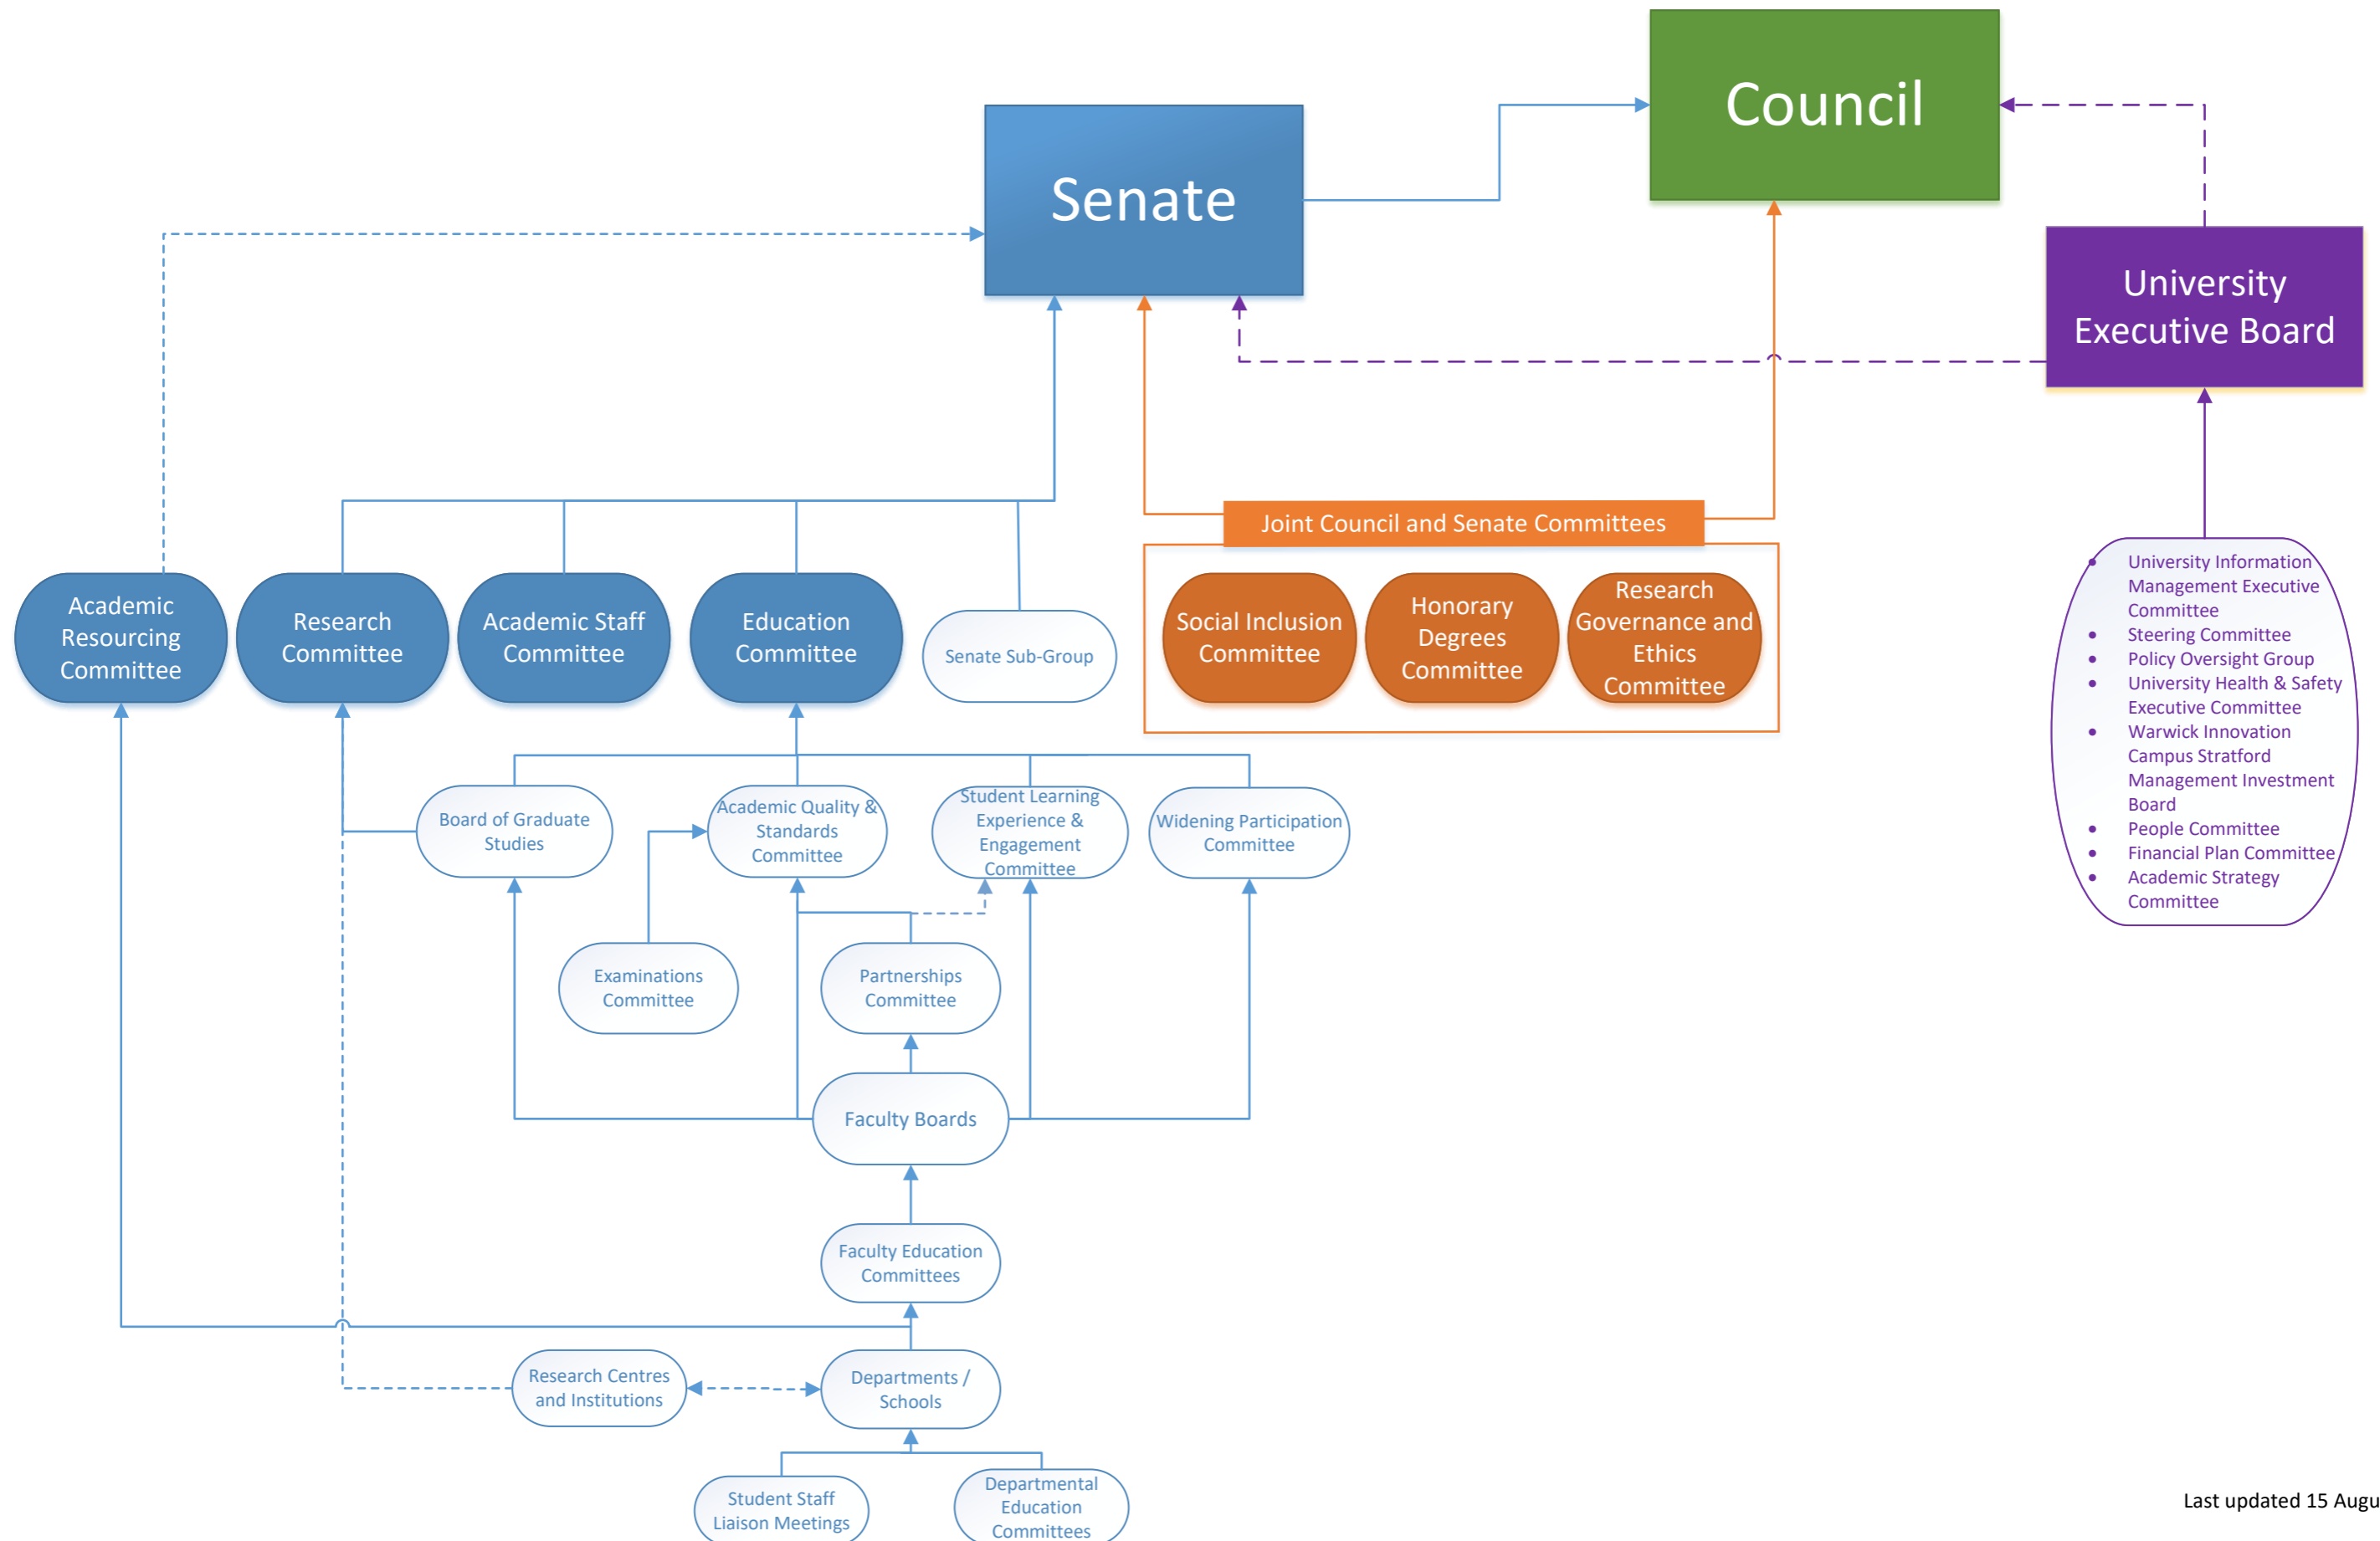 Council
Senate
University
Executive Board
Joint Council and Senate Committees
Academic
Resourcing
Committee
Research
Committee
Academic Staff
Committee
Education
Committee
Senate Sub-Group
Social Inclusion
Committee
Honorary
Degrees
Committee
Research
Governance and
Ethics
Committee
• University Information
Management Executive
Committee
• Steering Committee
• Policy Oversight Group
• University Health & Safety
Executive Committee
• Warwick Innovation
Campus Stratford
Management Investment
Board
• People Committee
• Financial Plan Committee
• Academic Strategy
Committee
Board of Graduate
Studies
Academic Quality &
Standards
Committee
Student Learning
Experience &
Engagement
Committee
Widening Participation
Committee
Examinations
Committee
Partnerships
Committee
Faculty Boards
Faculty Education
Committees
Research Centres
and Institutions
Departments /
Schools
Student Staff
Liaison Meetings
Departmental
Education
Committees
Last updated 15 Augu